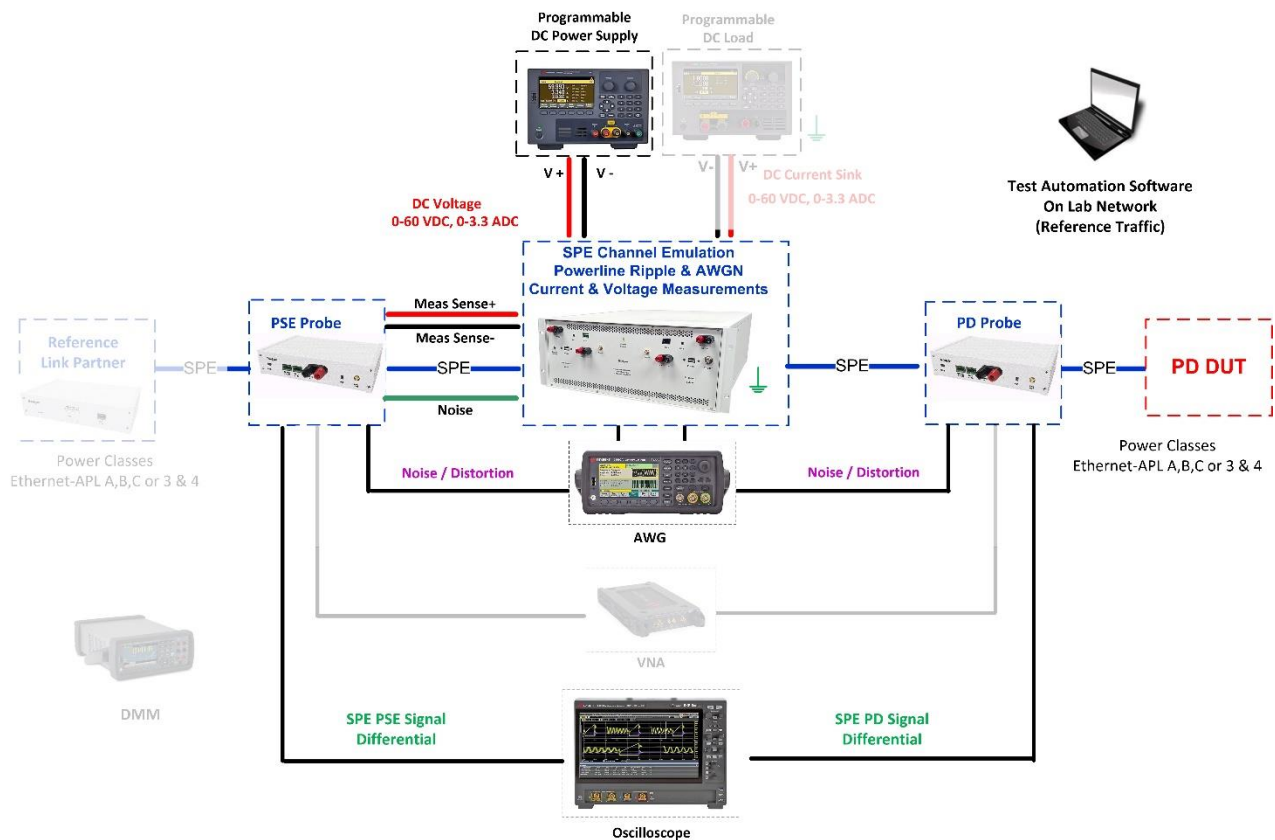 Programmable
DC Power Supply
Programmable
DC Load
V +
V -
V-
V+
DC Current Sink
0-60 VDC, 0-3.3 ADC
DC Voltage
0-60 VDC, 0-3.3 ADC
Test Automation Software
On Lab Network
(Reference Traffic)
SPE Channel Emulation
Powerline Ripple & AWGN
Current & Voltage Measurements
Reference
Link Partner
SPE
PSE Probe
Meas Sense+
Meas Sense-
SPE
Noise
SPE
PD Probe
SPE
PD DUT
Power Classes
Ethernet-APL A,B,C or 3 & 4
Power Classes
Ethernet-APL A,B,C or 3 & 4
Noise / Distortion
Noise / Distortion
AWG
VNA
DMM
SPE PSE Signal
Differential
SPE PD Signal
Differential
Oscilloscope